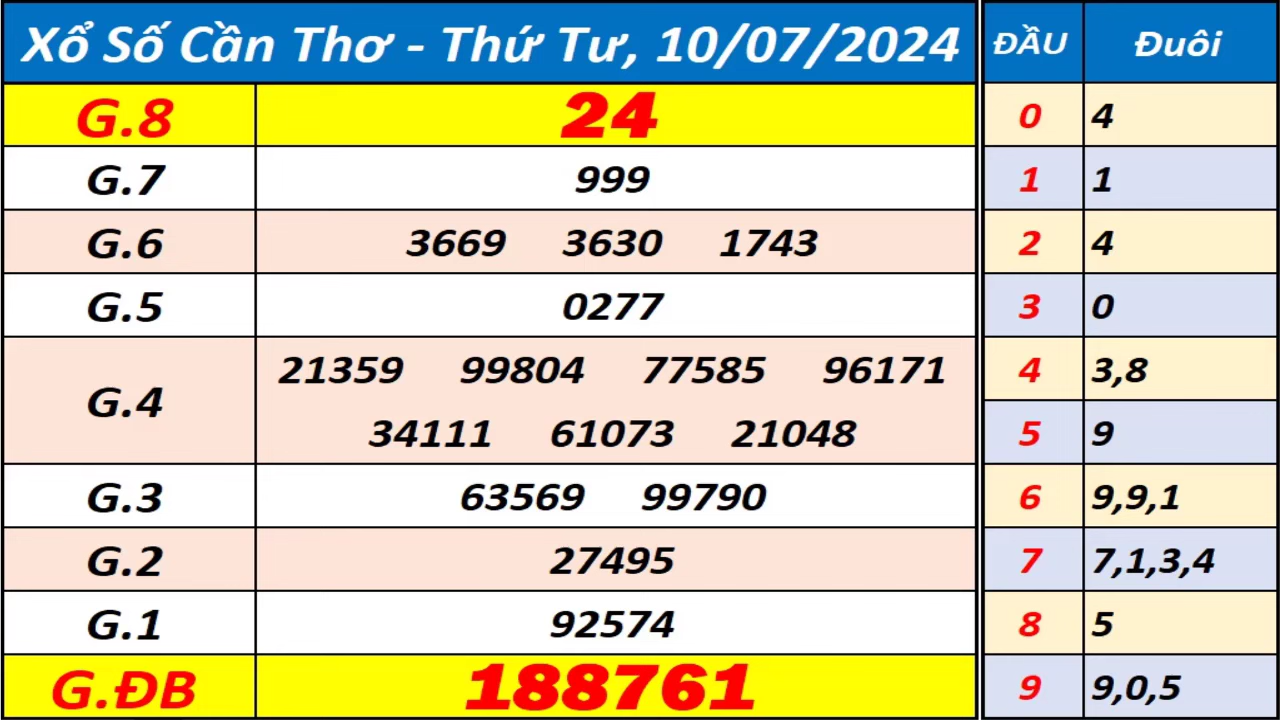 Xổ Số Cần Thơ - Thứ Tư, 10/07/2024
G.8 24
G.7 999
G.6 3669 3630 1743
G.5 0277
G.4
21359 99804 77585 96171
34111 61073 21048
G.3 63569 99790
G.2 27495
G.1 92574
G.ĐB 188761
ĐẦU Đuôi
0 4
1 1
2 4
3 0
4 3,8
5 9
6 9,9,1
7 7,1,3,4
8 5
9 9,0,5